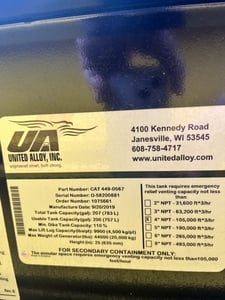 UA
UNITED ALLOY, INC.
engineered smart. built strong.
4100 Kennedy Road
Janesville, WI 53545
608-758-4717
www.unitedalloy.com
Part Number: CAT 449-0567
Serial Number: D-58200881
Order Number: 1075661
Manufacture Date: 9/20/2019
Total Tank Capacity(gal): 207 (783 L)
Usable Tank Capacity(gal): 200 (757 L)
Min. Dike Tank Capacity: 110 %
Max Lift Lug Capacity(lbsp): 9900 (4,500 kg/pt)
Max Weight of Generator(lbs): 44000 (20,000 kg)
Height (in): 25 (635 mm)
This tank requires emergency
relief venting capacity not less
than:
2" NPT - 31,600 ft^3/hr
3" NPT - 63,200 ft^3/hr
X 4" NPT - 105,000 ft^3/hr
5" NPT - 190,000 ft^3/hr
6" NPT - 265,000 ft^3/hr
8" NPT - 493,000 ft^3/hr
FOR SECONDARY CONTAINMENT ONLY:
The annular space requires emergency venting capacity not less than 105,000
feet/hour